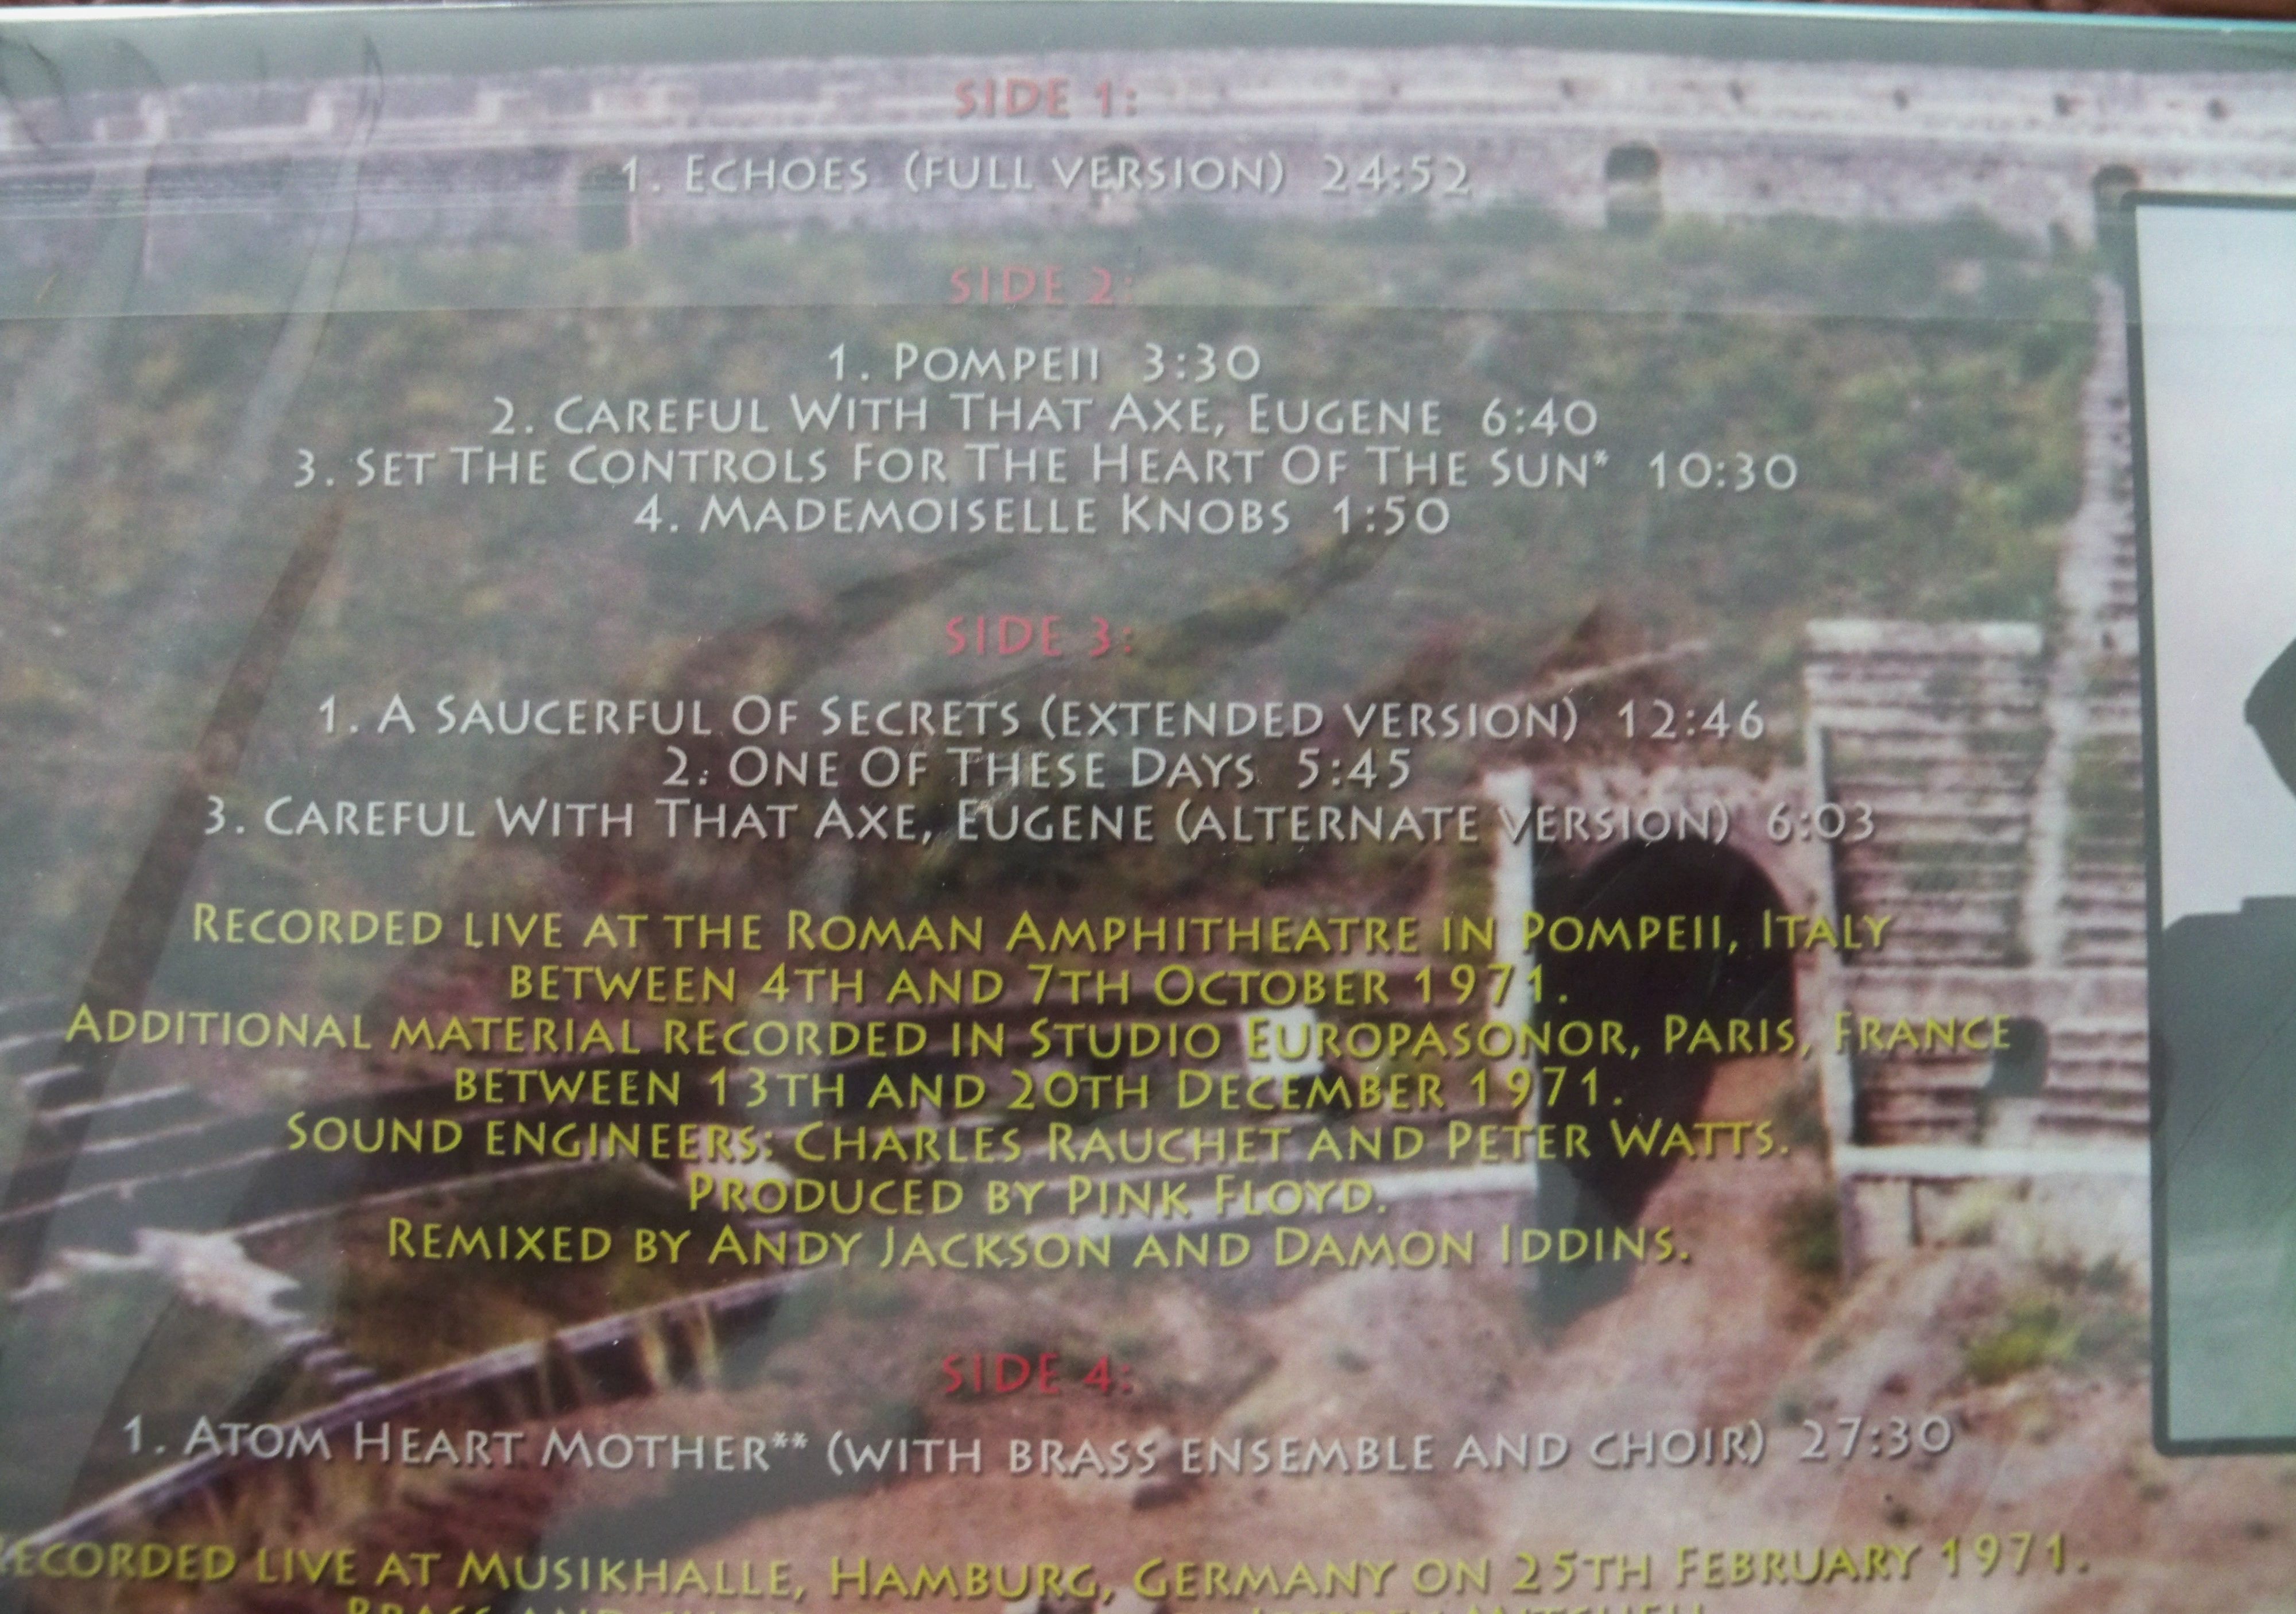 SIDE 1:
1. ECHOES (FULL VERSION) 24:52
SIDE 2:
1. POMPEII 3:30
2. CAREFUL WITH THAT AXE, EUGENE 6:40
3. SET THE CONTROLS FOR THE HEART OF THE SUN* 10:30
4. MADEMOISELLE KNOBS 1:50
SIDE 3:
1. A SAUCERFUL OF SECRETS (EXTENDED VERSION) 12:46
2. ONE OF THESE DAYS 5:45
3. CAREFUL WITH THAT AXE, EUGENE (ALTERNATE VERSION) 6:03
RECORDED LIVE AT THE ROMAN AMPHITHEATRE IN POMPEII, ITALY
BETWEEN 4TH AND 7TH OCTOBER 1971.
ADDITIONAL MATERIAL RECORDED IN STUDIO EUROPASONOR, PARIS, FRANCE
BETWEEN 13TH AND 20TH DECEMBER 1971.
SOUND ENGINEERS: CHARLES RAUCHET AND PETER WATTS.
PRODUCED BY PINK FLOYD.
REMIXED BY ANDY JACKSON AND DAMON IDDINS.
SIDE 4:
1. ATOM HEART MOTHER** (WITH BRASS ENSEMBLE AND CHOIR) 27:30
RECORDED LIVE AT MUSIKHALLE, HAMBURG, GERMANY ON 25TH FEBRUARY 1971.
BRASS AND